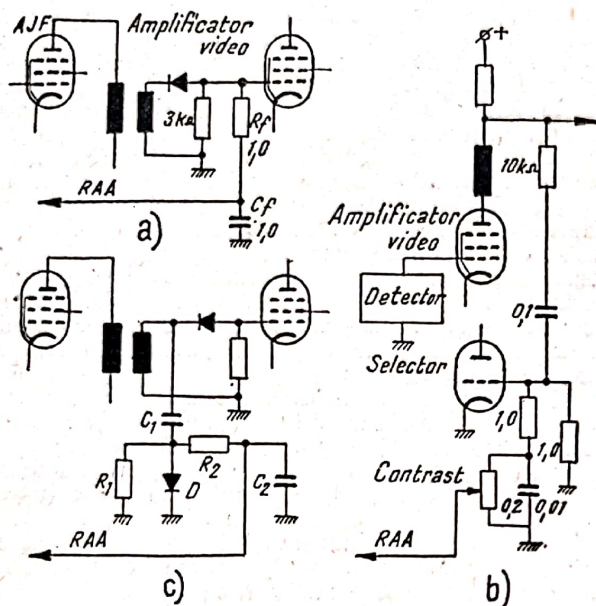 AJF
Amplificator
video
3kΩ
Rf
1,0
RAA
Cf
1,0
a)
+
10kΩ
Amplificator
video
Detector
0,1
Selector
1,0
1,0
Contrast
0,2
0,01
RAA
b)
C1
R1
R2
D
C2
RAA
c)